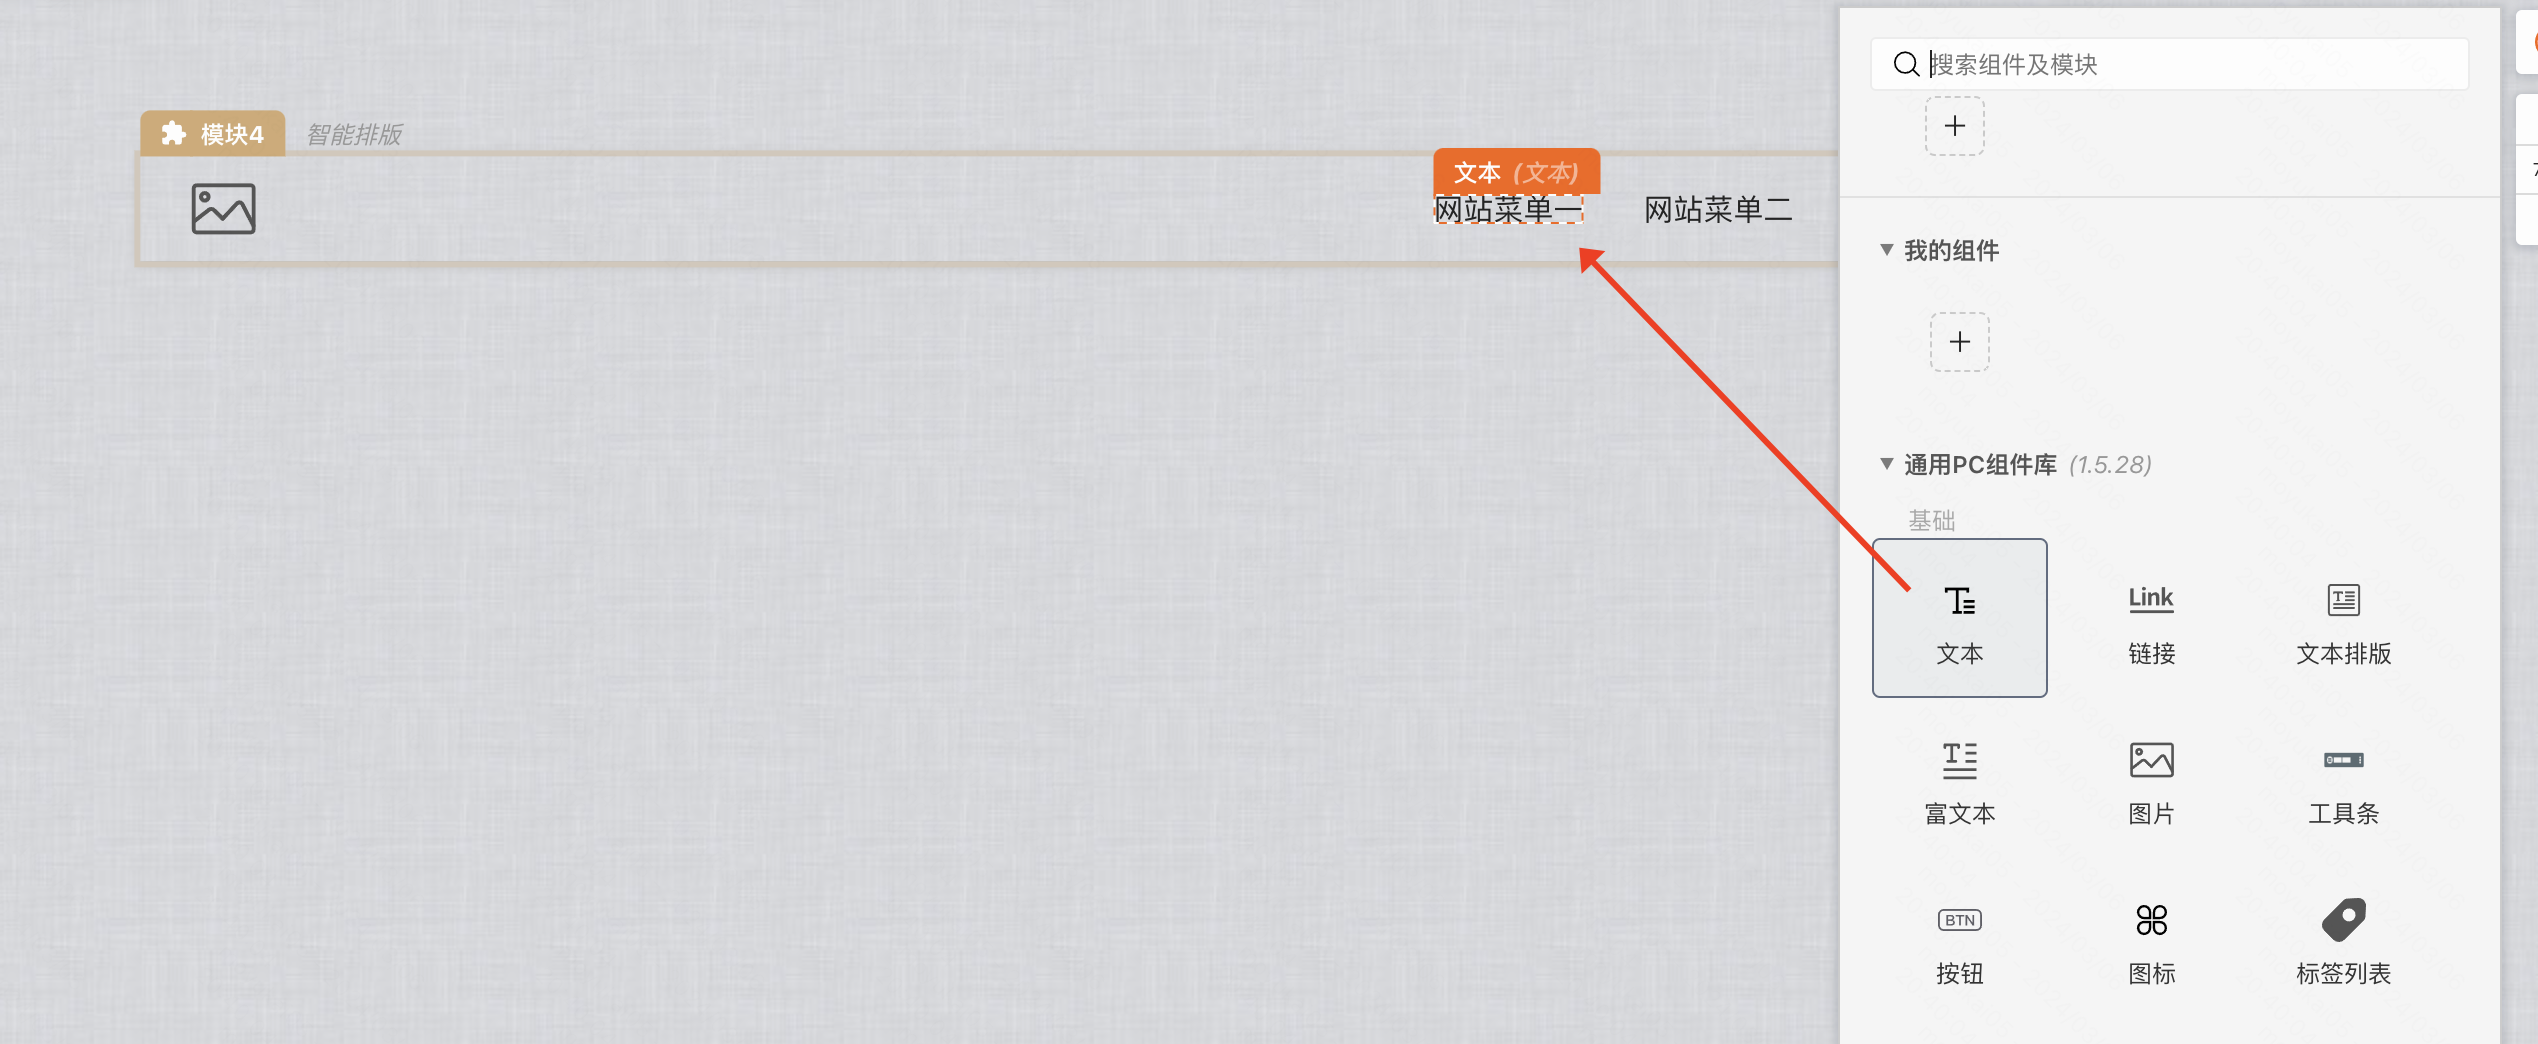 搜索组件及模块
模块4 智能排版
文本 (文本)
网站菜单一 网站菜单二
我的组件
通用PC组件库 (1.5.28)
基础
Link
文本 链接 文本排版
富文本 图片 工具条
BTN
按钮 图标 标签列表